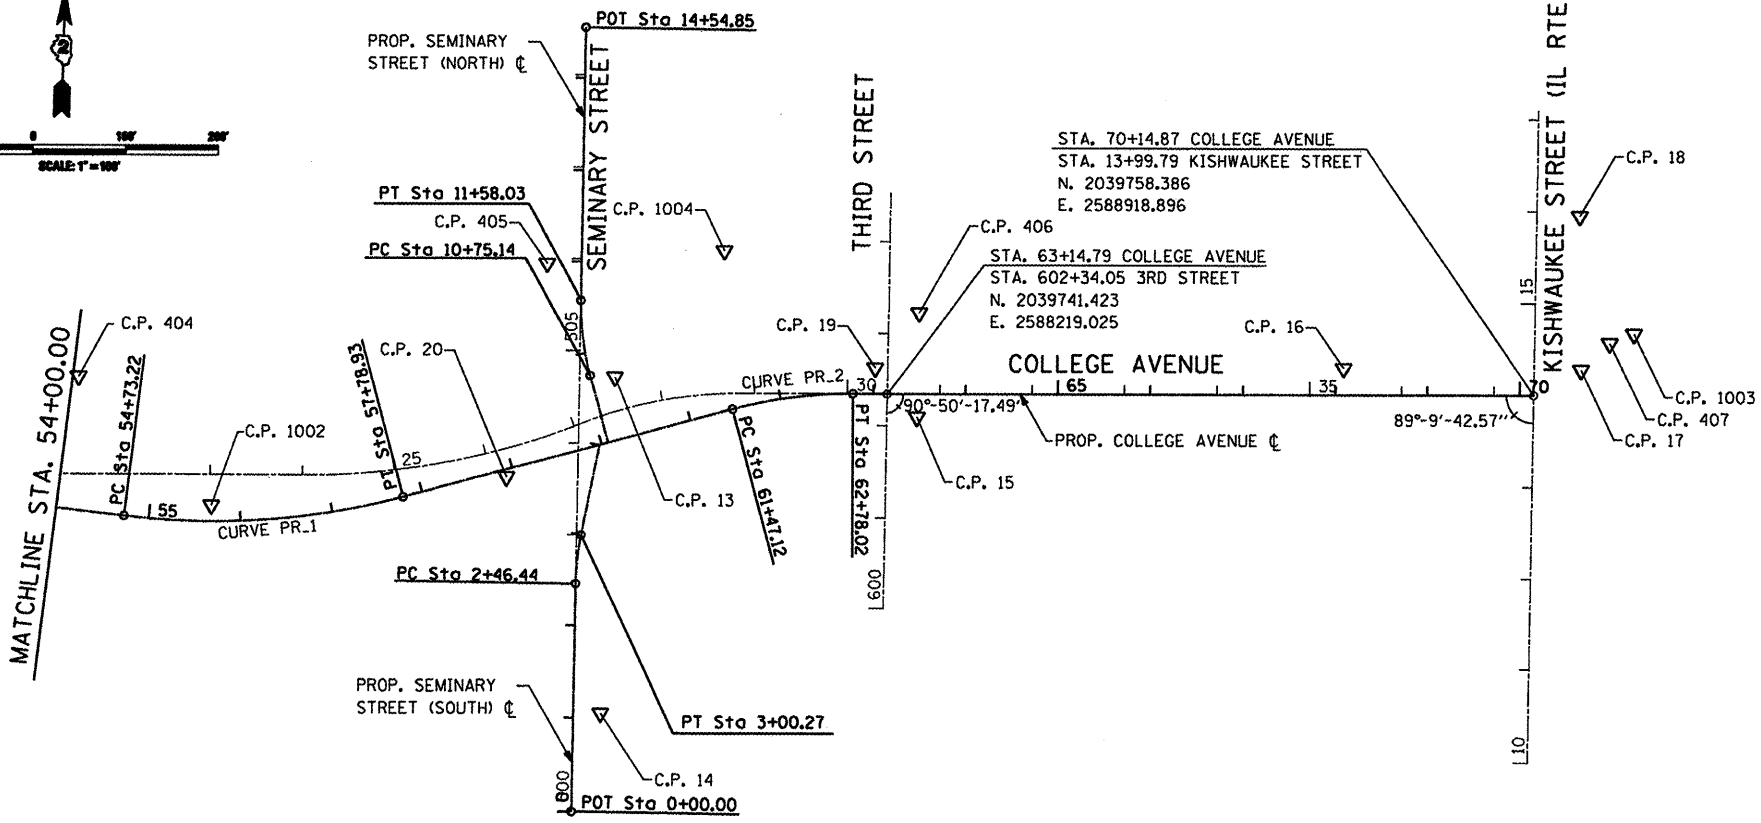 POT Sta 14+54.85
PROP. SEMINARY
STREET (NORTH) ℄
SEMINARY STREET
2
0 100' 200'
SCALE: 1" = 100'
PT Sta 11+58.03
C.P. 405
PC Sta 10+75.14
C.P. 1004
THIRD STREET
STA. 70+14.87 COLLEGE AVENUE
STA. 13+99.79 KISHWAUKEE STREET
N. 2039758.386
E. 2588918.896
C.P. 406
STA. 63+14.79 COLLEGE AVENUE
STA. 602+34.05 3RD STREET
N. 2039741.423
E. 2588219.025
KISHWAUKEE STREET (IL RTE
C.P. 18
15
MATCHLINE STA. 54+00.00
C.P. 404
PC Sta 54+73.22
C.P. 1002
55
CURVE PR_1
PT Sta 57+78.93
C.P. 20
25
505
C.P. 13
CURVE PR_2
PC Sta 61+47.12
C.P. 19
30
PT Sta 62+78.02
90°-50'-17.49"
C.P. 15
COLLEGE AVENUE
65
C.P. 16
35
PROP. COLLEGE AVENUE ℄
70
89°-9'-42.57"
C.P. 1003
C.P. 407
C.P. 17
600
10
PC Sta 2+46.44
PROP. SEMINARY
STREET (SOUTH) ℄
PT Sta 3+00.27
C.P. 14
POT Sta 0+00.00